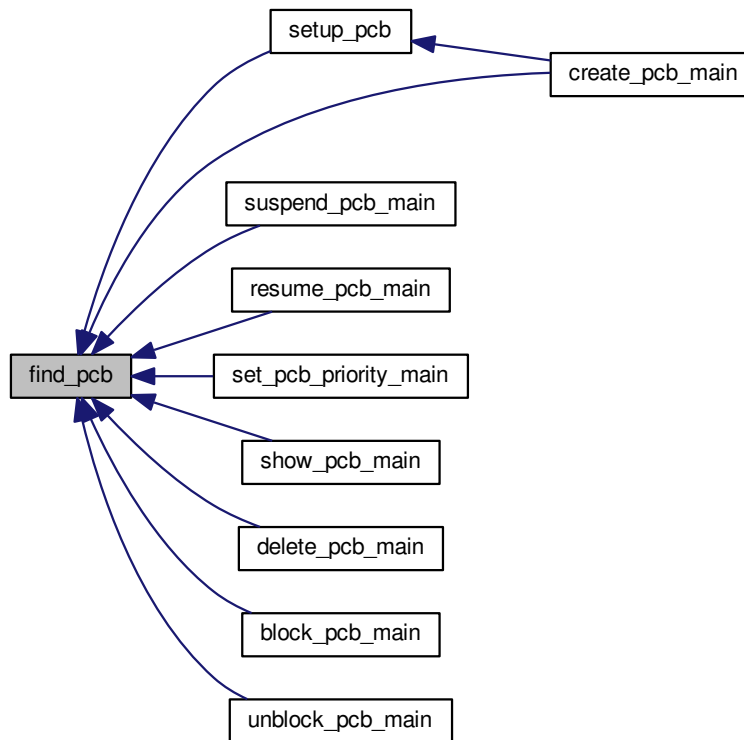 setup_pcb
create_pcb_main
suspend_pcb_main
resume_pcb_main
find_pcb
set_pcb_priority_main
show_pcb_main
delete_pcb_main
block_pcb_main
unblock_pcb_main